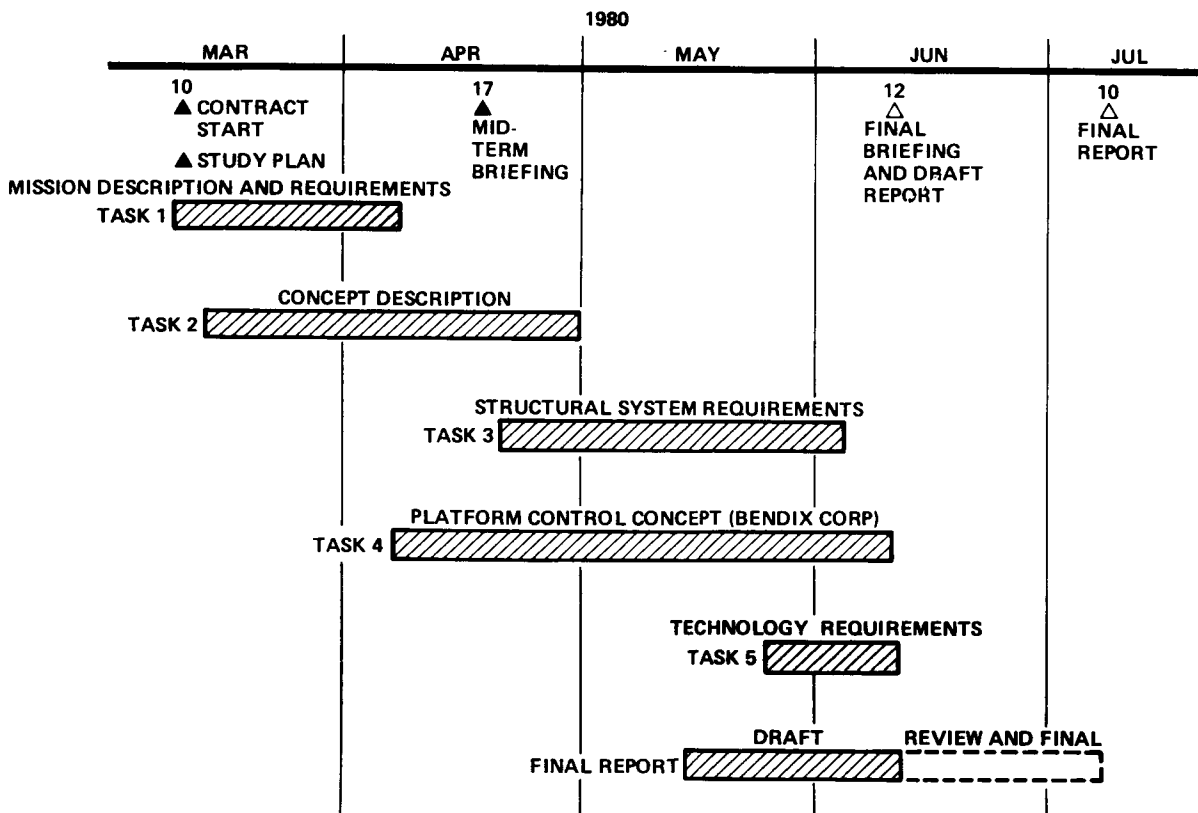 1980
MAR APR MAY JUN JUL
10 17 12 10
▲ CONTRACT
START
▲ STUDY PLAN
MID-
TERM
BRIEFING
FINAL
BRIEFING
AND DRAFT
REPORT
FINAL
REPORT
MISSION DESCRIPTION AND REQUIREMENTS
TASK 1
CONCEPT DESCRIPTION
TASK 2
STRUCTURAL SYSTEM REQUIREMENTS
TASK 3
PLATFORM CONTROL CONCEPT (BENDIX CORP)
TASK 4
TECHNOLOGY REQUIREMENTS
TASK 5
DRAFT REVIEW AND FINAL
FINAL REPORT